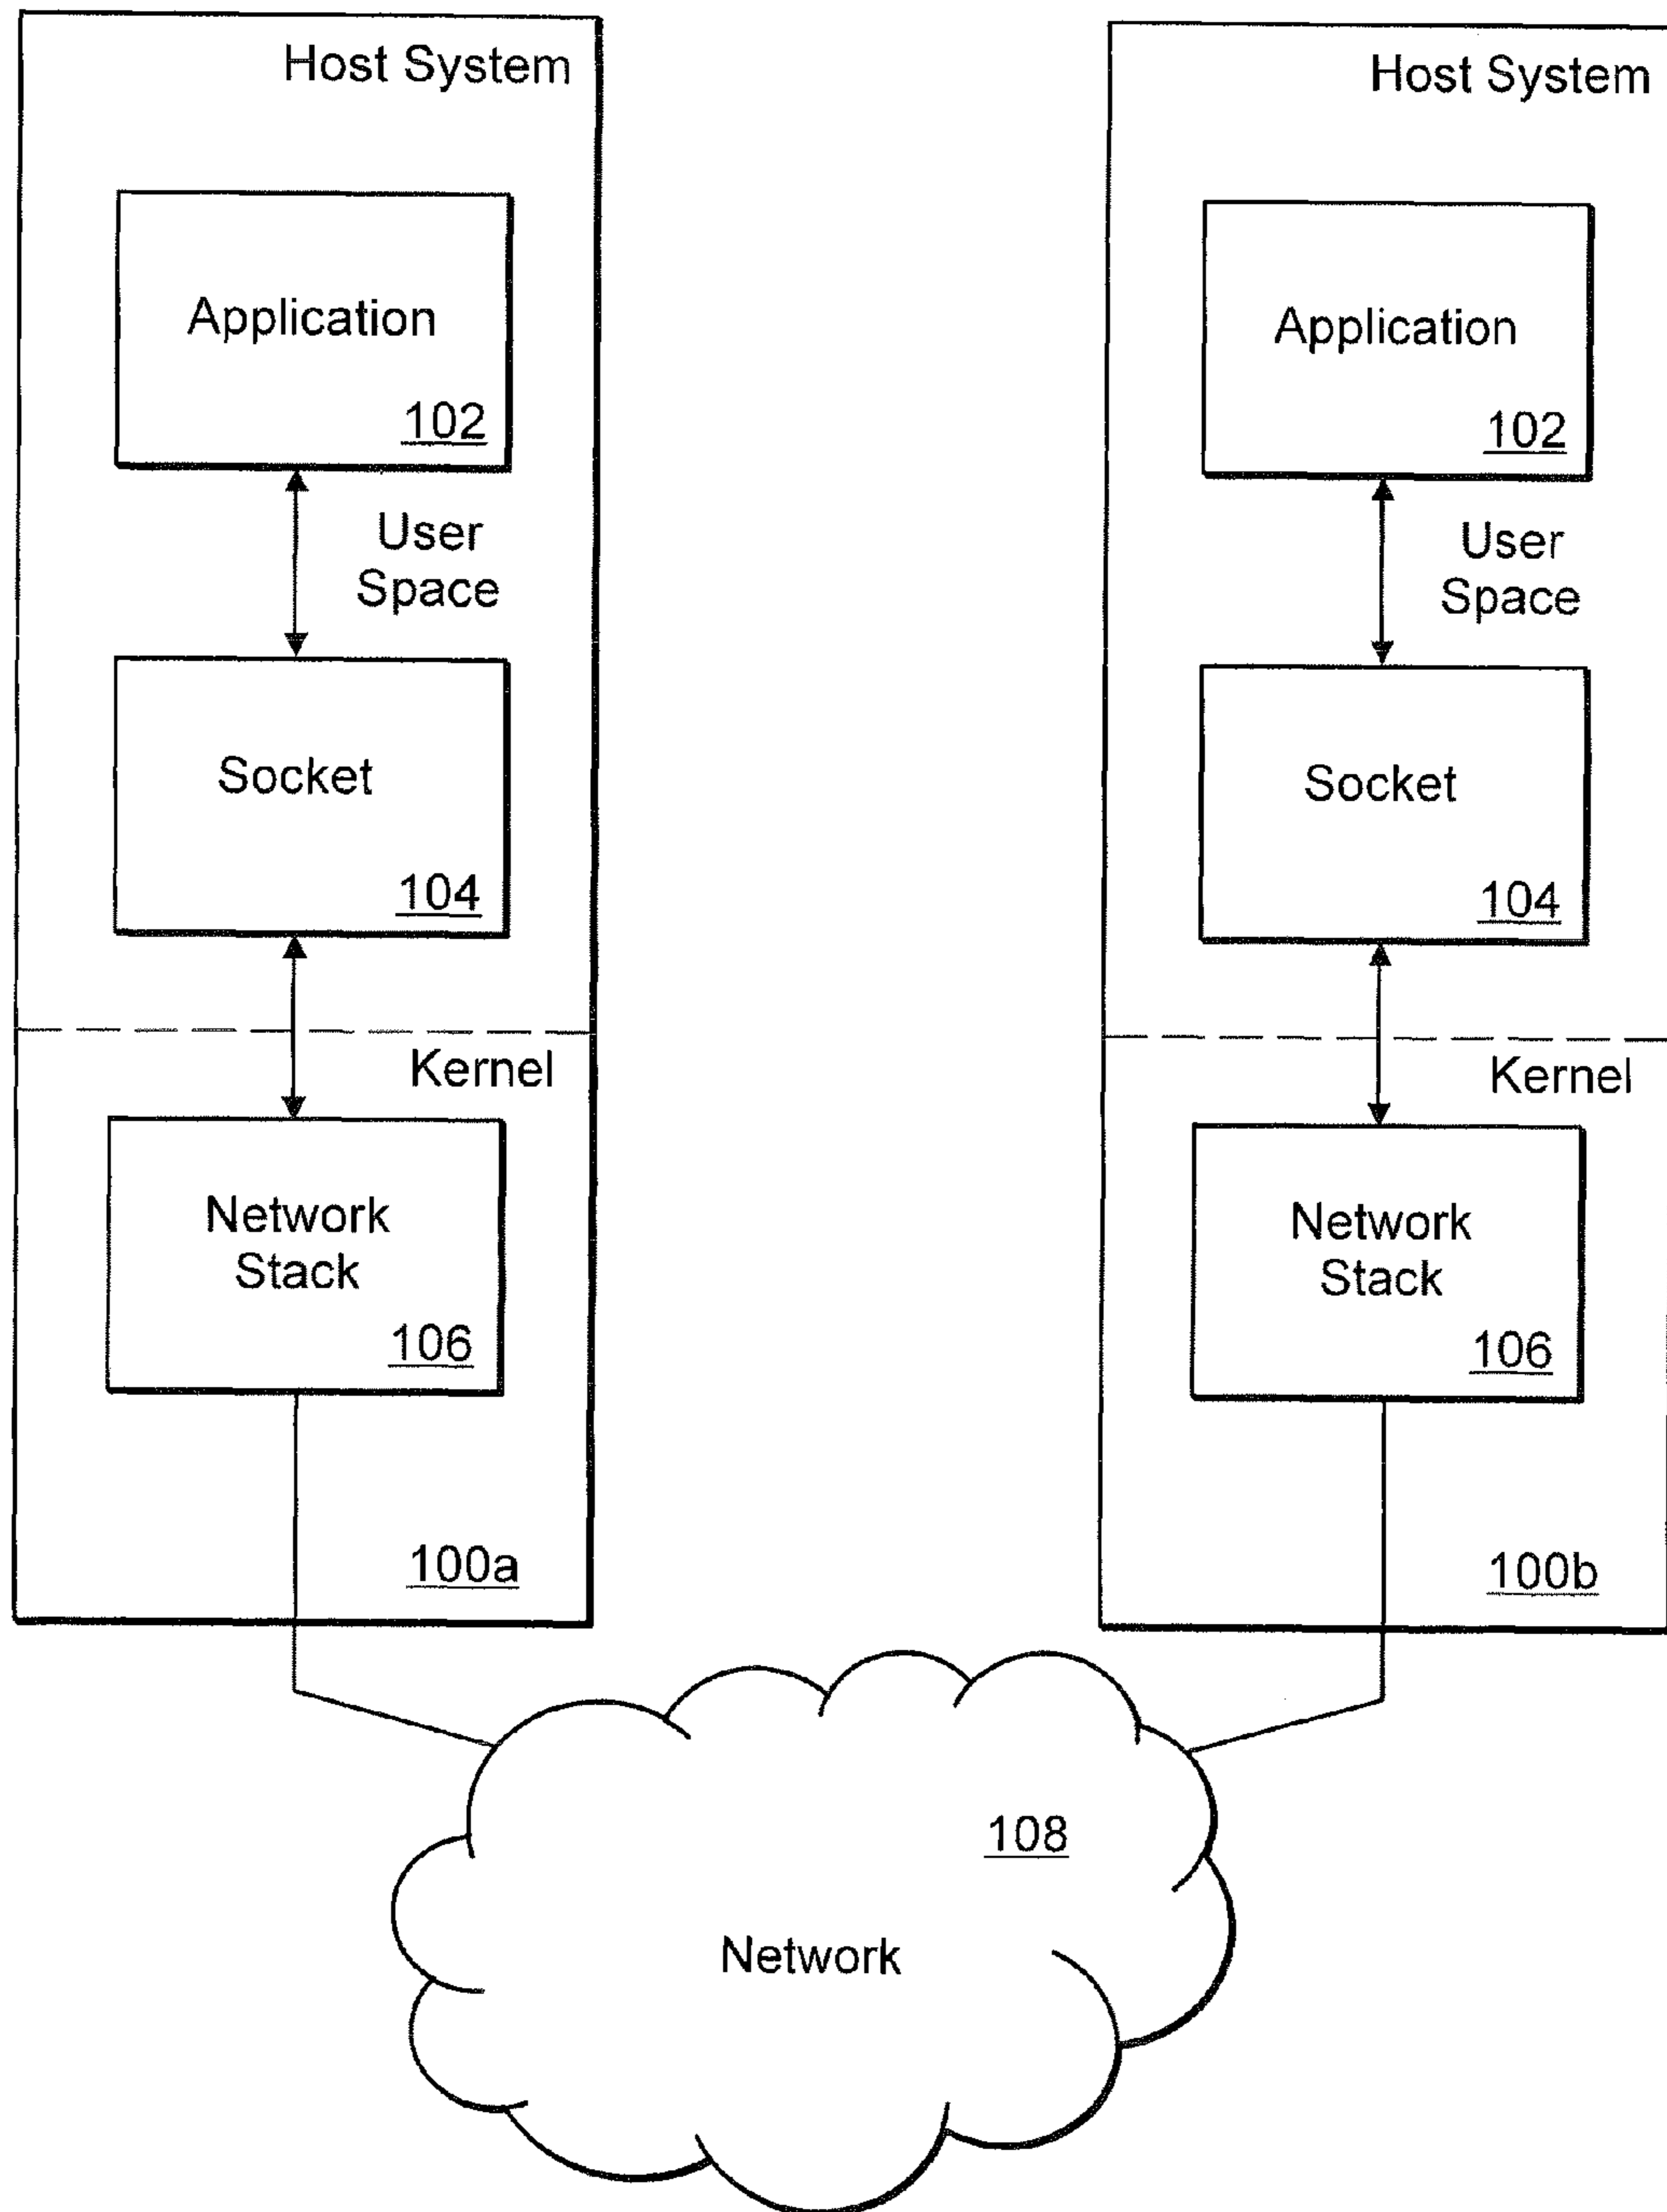 Host System
Application
102
User
Space
Socket
104
Kernel
Network
Stack
106
100a
Host System
Application
102
User
Space
Socket
104
Kernel
Network
Stack
106
100b
108
Network